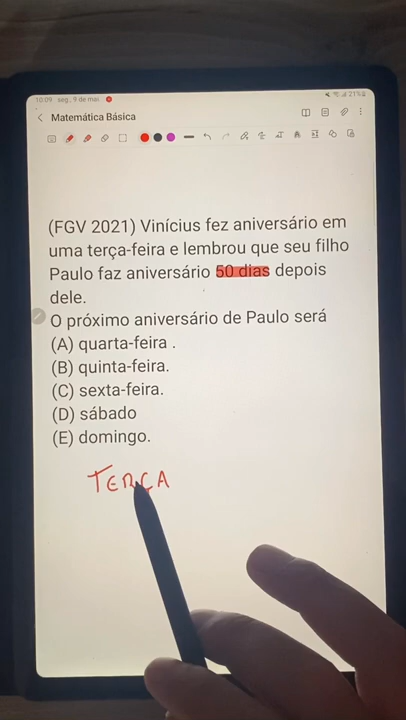 10:09 seg., 9 de mai.
21%
Matemática Básica
(FGV 2021) Vinícius fez aniversário em
uma terça-feira e lembrou que seu filho
Paulo faz aniversário 50 dias depois
dele.
O próximo aniversário de Paulo será
(A) quarta-feira .
(B) quinta-feira.
(C) sexta-feira.
(D) sábado
(E) domingo.
TERÇA